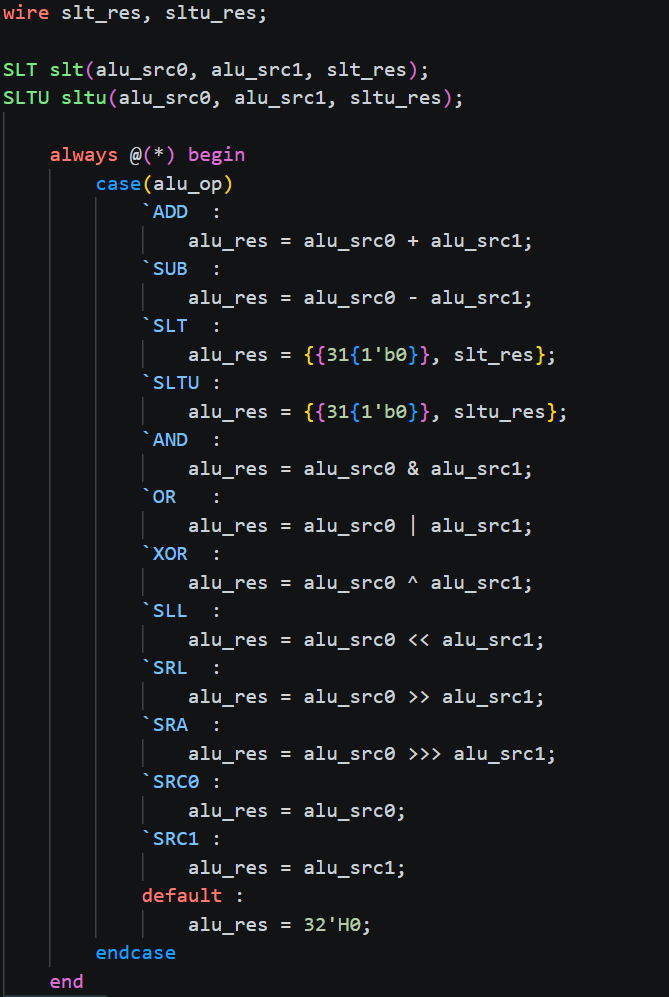 wire slt_res, sltu_res;
SLT slt(alu_src0, alu_src1, slt_res);
SLTU sltu(alu_src0, alu_src1, sltu_res);
always @(*) begin
case(alu_op)
`ADD  :
alu_res = alu_src0 + alu_src1;
`SUB  :
alu_res = alu_src0 - alu_src1;
`SLT  :
alu_res = {{31{1'b0}}, slt_res};
`SLTU :
alu_res = {{31{1'b0}}, sltu_res};
`AND  :
alu_res = alu_src0 & alu_src1;
`OR   :
alu_res = alu_src0 | alu_src1;
`XOR  :
alu_res = alu_src0 ^ alu_src1;
`SLL  :
alu_res = alu_src0 << alu_src1;
`SRL  :
alu_res = alu_src0 >> alu_src1;
`SRA  :
alu_res = alu_src0 >>> alu_src1;
`SRC0 :
alu_res = alu_src0;
`SRC1 :
alu_res = alu_src1;
default :
alu_res = 32'H0;
endcase
end